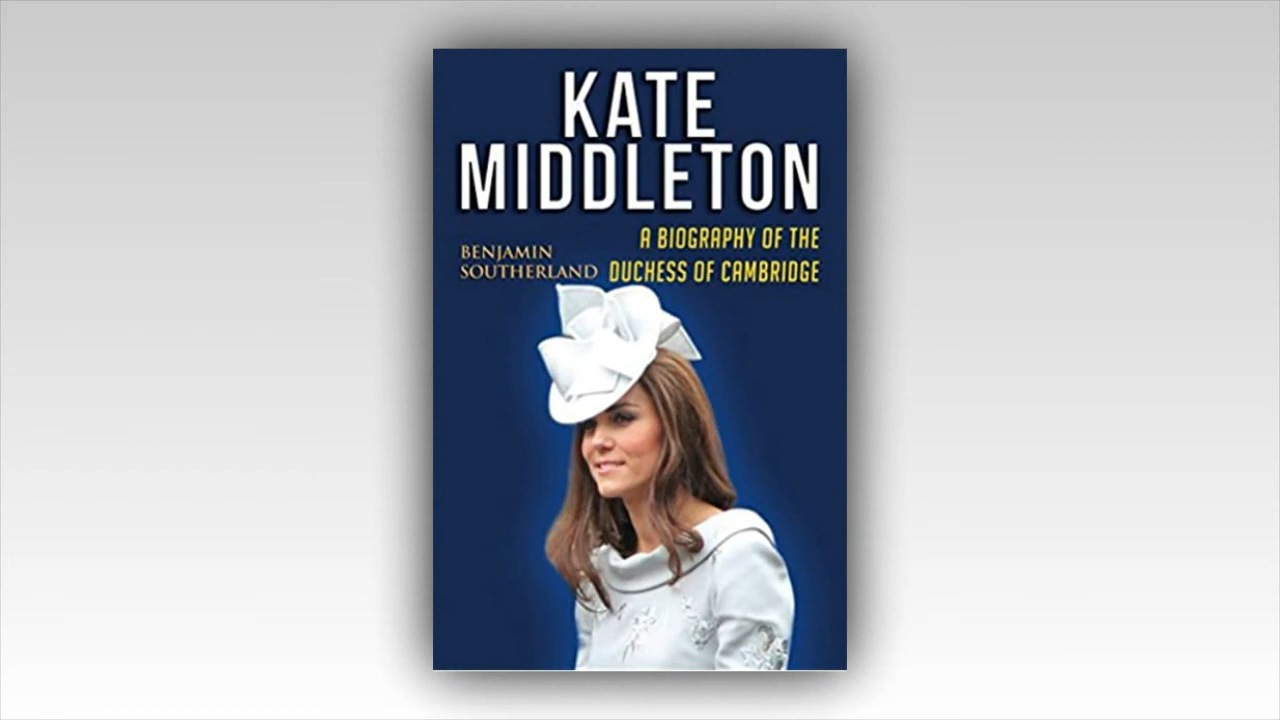 KATE
MIDDLETON
A BIOGRAPHY OF THE
DUCHESS OF CAMBRIDGE
BENJAMIN
SOUTHERLAND